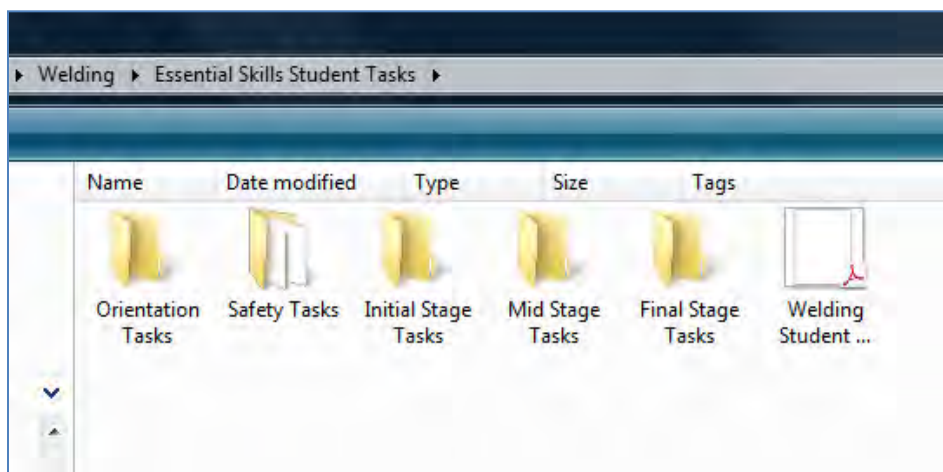 Welding Essential Skills Student Tasks
Name Date modified Type Size Tags
Orientation Tasks
Safety Tasks
Initial Stage Tasks
Mid Stage Tasks
Final Stage Tasks
Welding Student ...